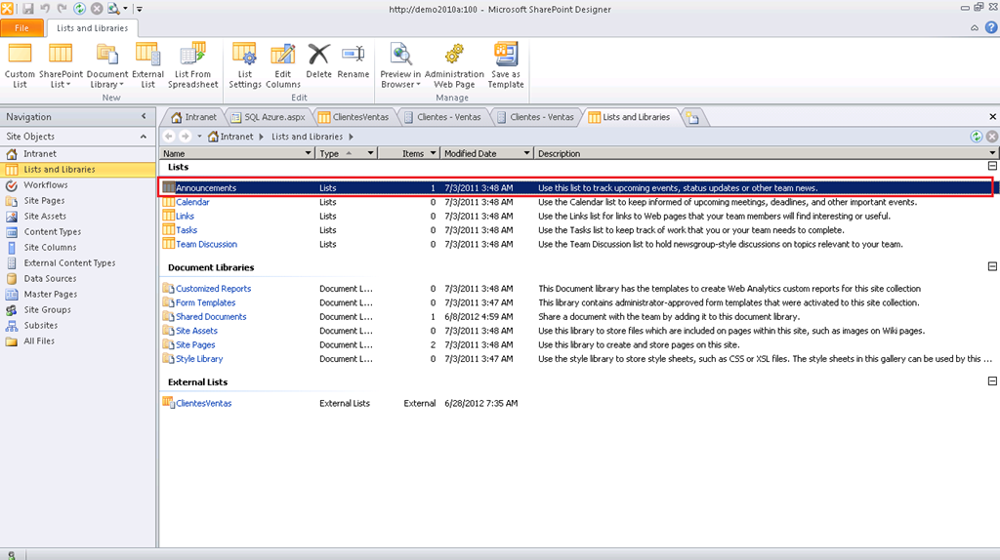 http://demo2010a:100 - Microsoft SharePoint Designer
File Lists and Libraries
Custom List
SharePoint List
Document Library
External List
List From Spreadsheet
List Settings
Edit Columns
Delete
Rename
Preview in Browser
Administration Web Page
Save as Template
New Edit Manage
Navigation
Intranet SQL Azure.aspx ClientesVentas Clientes - Ventas Clientes - Ventas Lists and Libraries
Site Objects
Intranet
Lists and Libraries
Workflows
Site Pages
Site Assets
Content Types
Site Columns
External Content Types
Data Sources
Master Pages
Site Groups
Subsites
All Files
Intranet Lists and Libraries
Name Type Items Modified Date Description
Lists
Announcements Lists 1 7/3/2011 3:48 AM Use this list to track upcoming events, status updates or other team news.
Calendar Lists 0 7/3/2011 3:48 AM Use the Calendar list to keep informed of upcoming meetings, deadlines, and other important events.
Links Lists 0 7/3/2011 3:48 AM Use the Links list for links to Web pages that your team members will find interesting or useful.
Tasks Lists 0 7/3/2011 3:48 AM Use the Tasks list to keep track of work that you or your team needs to complete.
Team Discussion Lists 0 7/3/2011 3:48 AM Use the Team Discussion list to hold newsgroup-style discussions on topics relevant to your team.
Document Libraries
Customized Reports Document L... 0 7/3/2011 3:48 AM This Document library has the templates to create Web Analytics custom reports for this site collection
Form Templates Document L... 0 7/3/2011 3:47 AM This library contains administrator-approved form templates that were activated to this site collection.
Shared Documents Document L... 1 6/8/2012 4:59 AM Share a document with the team by adding it to this document library.
Site Assets Document L... 0 7/3/2011 3:48 AM Use this library to store files which are included on pages within this site, such as images on Wiki pages.
Site Pages Document L... 2 7/3/2011 3:48 AM Use this library to create and store pages on this site.
Style Library Document L... 0 7/3/2011 3:47 AM Use the style library to store style sheets, such as CSS or XSL files. The style sheets in this gallery can be used by this ...
External Lists
ClientesVentas External Lists External 6/28/2012 7:35 AM